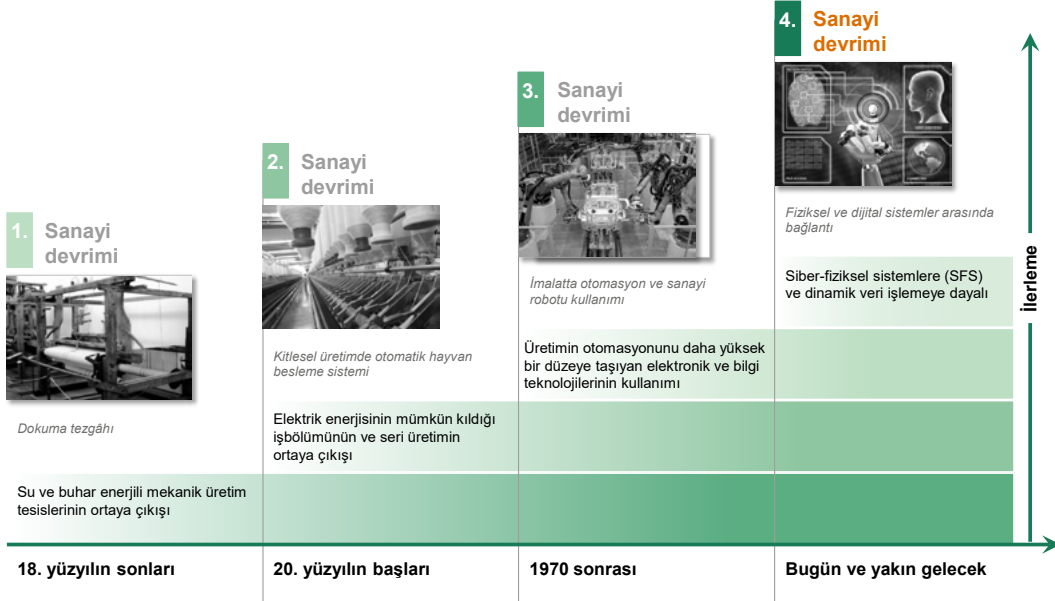 1.
Sanayi
devrimi
Dokuma tezgâhı
Su ve buhar enerjili mekanik üretim
tesislerinin ortaya çıkışı
18. yüzyılın sonları
2.
Sanayi
devrimi
Kitlesel üretimde otomatik hayvan
besleme sistemi
Elektrik enerjisinin mümkün kıldığı
işbölümünün ve seri üretimin
ortaya çıkışı
20. yüzyılın başları
3.
Sanayi
devrimi
İmalatta otomasyon ve sanayi
robotu kullanımı
Üretimin otomasyonunu daha yüksek
bir düzeye taşıyan elektronik ve bilgi
teknolojilerinin kullanımı
1970 sonrası
4.
Sanayi
devrimi
Fiziksel ve dijital sistemler arasında
bağlantı
Siber-fiziksel sistemlere (SFS)
ve dinamik veri işlemeye dayalı
Bugün ve yakın gelecek
İlerleme